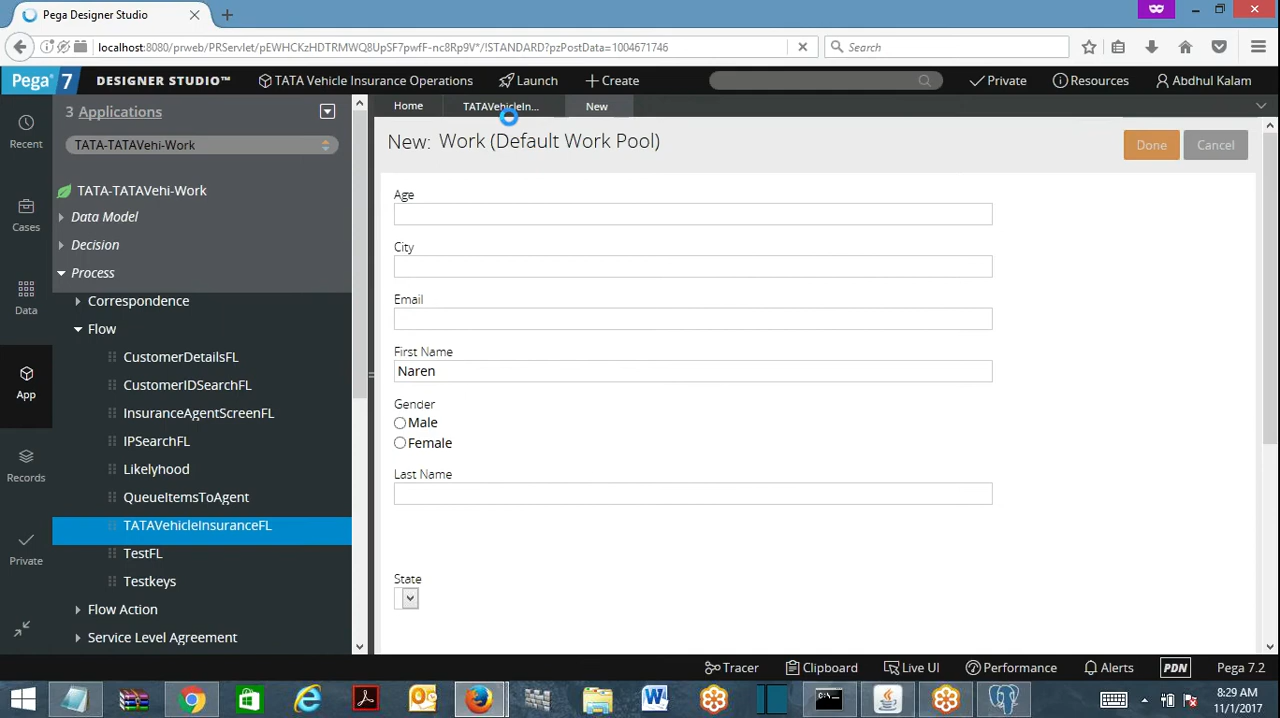 Pega Designer Studio
localhost:8080/prweb/PRServlet/pEWHCKzHDTRMWQ8UpSF7pwfF-nc8Rp9V*/!STANDARD?pzPostData=1004671746
Search
Pega® 7 DESIGNER STUDIO™ TATA Vehicle Insurance Operations Launch Create Private Resources Abdhul Kalam
3 Applications
Home TATAVehicleIn... New
Recent
TATA-TATAVehi-Work
New: Work (Default Work Pool)
Done Cancel
TATA-TATAVehi-Work
Data Model
Decision
Process
Correspondence
Flow
CustomerDetailsFL
CustomerIDSearchFL
InsuranceAgentScreenFL
IPSearchFL
Likelyhood
QueueItemsToAgent
TATAVehicleInsuranceFL
TestFL
Testkeys
Flow Action
Service Level Agreement
Cases
Data
App
Records
Private
Age
City
Email
First Name
Naren
Gender
Male
Female
Last Name
State
Tracer Clipboard Live UI Performance Alerts PDN Pega 7.2
8:29 AM
11/1/2017